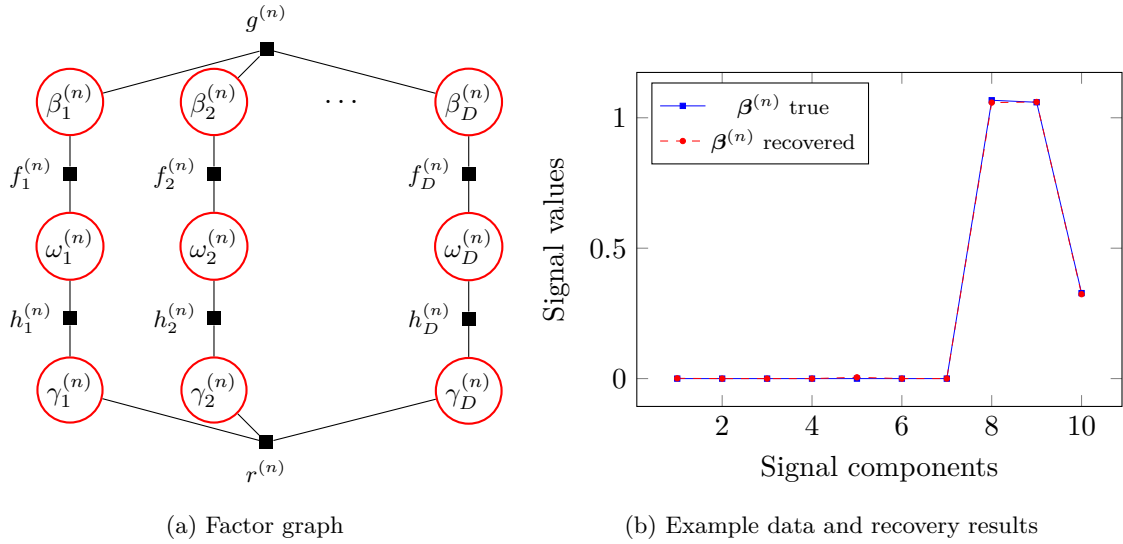 g^{(n)}
β_1^{(n)} β_2^{(n)} ⋯ β_D^{(n)}
f_1^{(n)} f_2^{(n)} f_D^{(n)}
ω_1^{(n)} ω_2^{(n)} ω_D^{(n)}
h_1^{(n)} h_2^{(n)} h_D^{(n)}
γ_1^{(n)} γ_2^{(n)} γ_D^{(n)}
r^{(n)}
(a) Factor graph
β^{(n)} true
β^{(n)} recovered
1
0.5
0
Signal values
2 4 6 8 10
Signal components
(b) Example data and recovery results